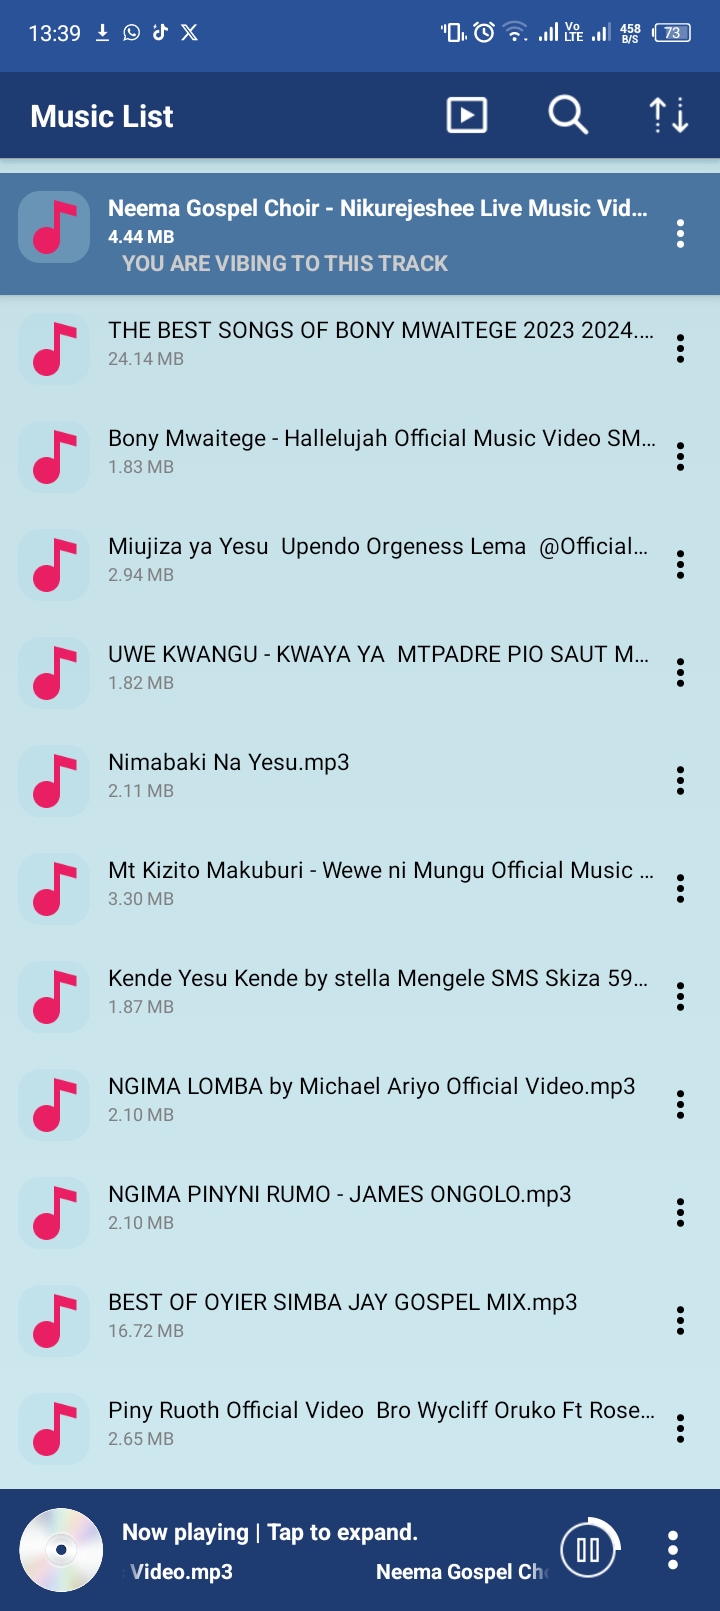 13:39
Vo
LTE
458
B/S
73
Music List
Neema Gospel Choir - Nikurejeshee Live Music Vid...
4.44 MB
YOU ARE VIBING TO THIS TRACK
THE BEST SONGS OF BONY MWAITEGE 2023 2024....
24.14 MB
Bony Mwaitege - Hallelujah Official Music Video SM...
1.83 MB
Miujiza ya Yesu  Upendo Orgeness Lema  @Official...
2.94 MB
UWE KWANGU - KWAYA YA  MTPADRE PIO SAUT M...
1.82 MB
Nimabaki Na Yesu.mp3
2.11 MB
Mt Kizito Makuburi - Wewe ni Mungu Official Music ...
3.30 MB
Kende Yesu Kende by stella Mengele SMS Skiza 59...
1.87 MB
NGIMA LOMBA by Michael Ariyo Official Video.mp3
2.10 MB
NGIMA PINYNI RUMO - JAMES ONGOLO.mp3
2.10 MB
BEST OF OYIER SIMBA JAY GOSPEL MIX.mp3
16.72 MB
Piny Ruoth Official Video  Bro Wycliff Oruko Ft Rose...
2.65 MB
Now playing | Tap to expand.
Video.mp3 Neema Gospel Cho